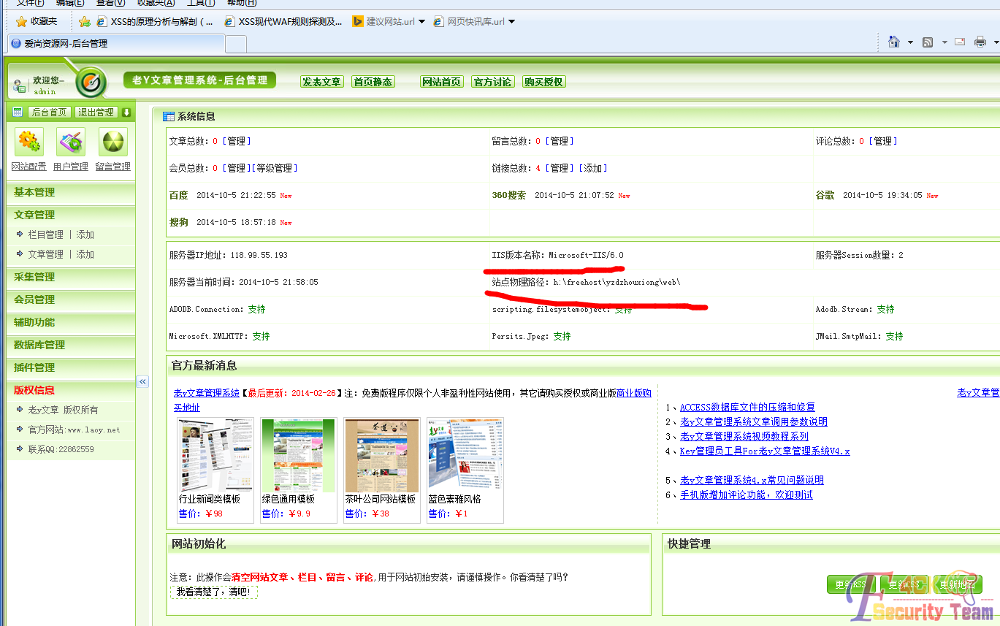 文件(F) 编辑(E) 查看(V) 收藏夹(A) 工具(T) 帮助(H)
收藏夹 XSS的原理分析与解剖（... XSS现代WAF规则探测及... 建议网站.url 网页快讯库.url
爱尚资源网-后台管理
欢迎您--
admin
老Y文章管理系统-后台管理 发表文章 首页静态 网站首页 官方讨论 购买授权
后台首页 退出管理
网站配置 用户管理 留言管理
基本管理
文章管理
栏目管理 | 添加
文章管理 | 添加
采集管理
会员管理
辅助功能
数据库管理
插件管理
版权信息
老y文章 版权所有
官方网站:www.laoy.net
联系QQ:22862559
系统信息
文章总数: 0 [管理] 留言总数: 0 [管理] 评论总数: 0 [管理]
会员总数: 0 [管理][等级管理] 链接总数: 4 [管理] [添加]
百度 2014-10-5 21:22:55 New 360搜索 2014-10-5 21:07:52 New 谷歌 2014-10-5 19:34:05 New
搜狗 2014-10-5 18:57:18 New
服务器IP地址: 118.99.55.193 IIS版本名称: Microsoft-IIS/6.0 服务器Session数量: 2
服务器当前时间: 2014-10-5 21:58:05 站点物理路径: h:\freehost\yzdzhouxiong\web\
ADODB.Connection: 支持 scripting.filesystemobject: 支持 Adodb.Stream: 支持
Microsoft.XMLHTTP: 支持 Persits.Jpeg: 支持 JMail.SmtpMail: 支持
官方最新消息
老y文章管理系统【最后更新: 2014-02-26】注: 免费版程序仅限个人非盈利性网站使用，其它请购买授权或商业版商业版购
买地址
行业新闻类模板 绿色通用模板 茶叶公司网站模板 蓝色素雅风格
售价: ￥98 售价: ￥9.9 售价: ￥38 售价: ￥1
老y文章管
1、ACCESS数据库文件的压缩和修复
2、老y文章管理系统文章调用参数说明
3、老y文章管理系统视频教程系列
4、Key管理员工具For老y文章管理系统V4.x
5、老y文章管理系统4.x常见问题说明
6、手机版增加评论功能，欢迎测试
网站初始化
注意: 此操作会清空网站文章、栏目、留言、评论,用于网站初始安装，请谨慎操作。你看清楚了吗?
我看清楚了，清吧!
快捷管理
更新RSS 更新CSS 更新地图
F4CK
Security Team